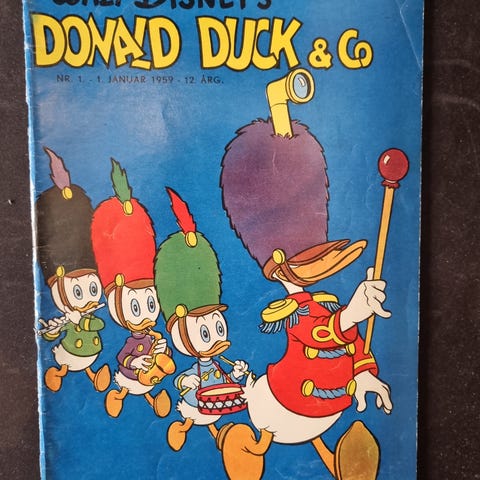 WALT DISNEY'S
DONALD DUCK & Co
NR. 1. - 1. JANUAR 1959 - 12. ÅRG.